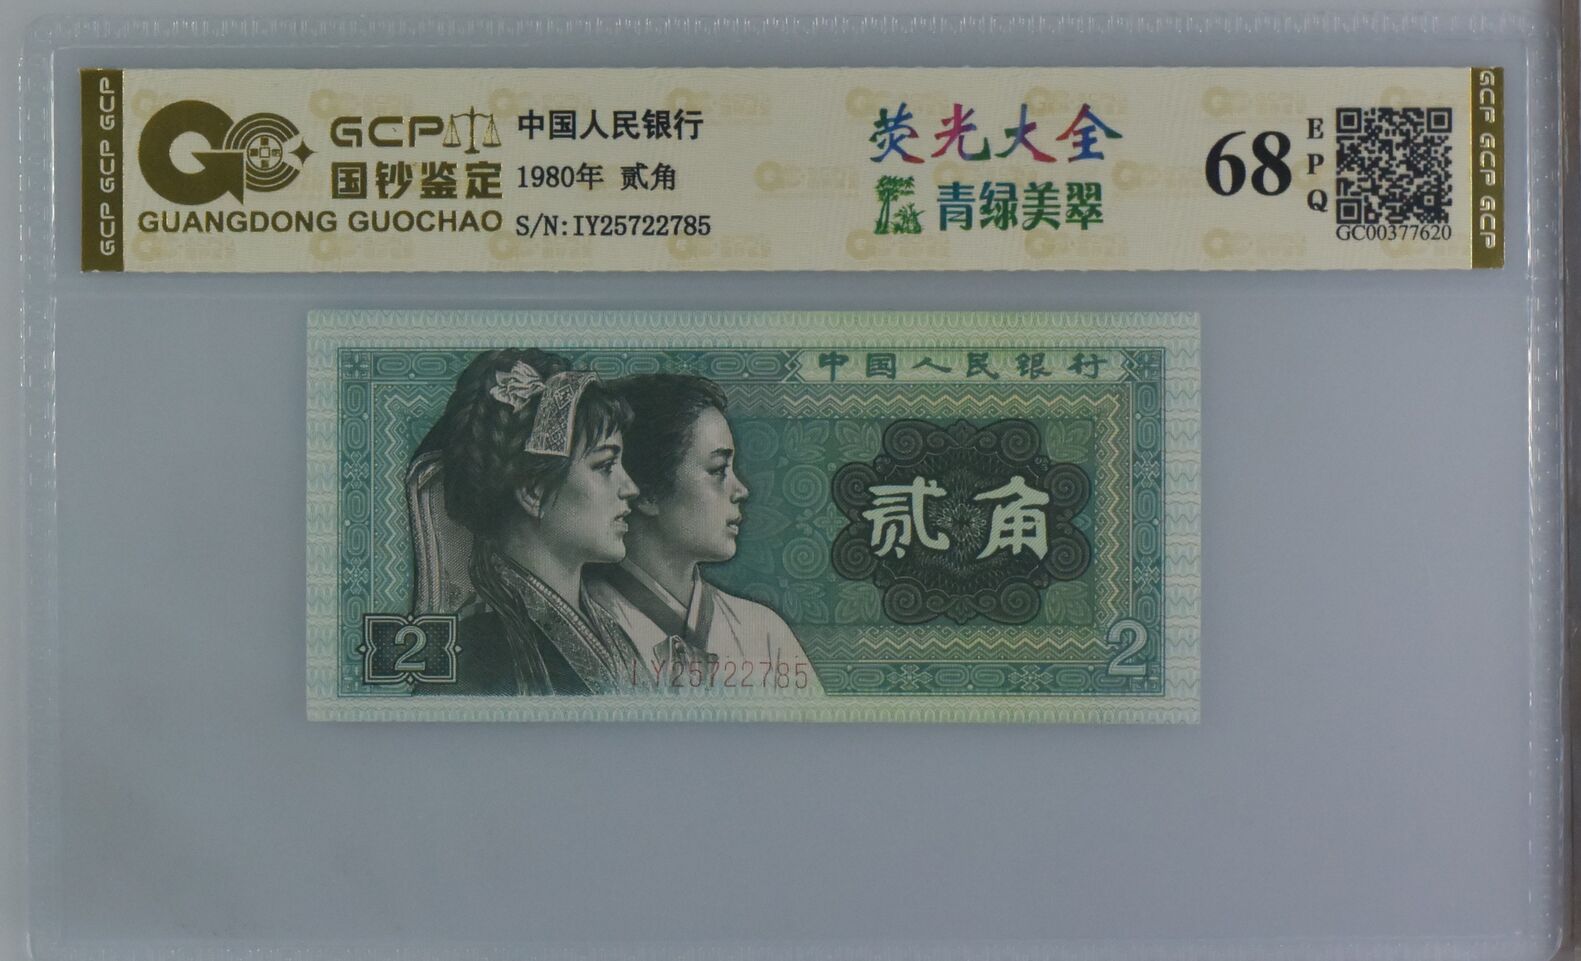 GCP GCP GCP
GCP
国钞鉴定
GUANGDONG GUOCHAO
中国人民银行
1980年 贰角
S/N:IY25722785
荧光大全
青绿美翠
68
EPQ
GC00377620
GCP GCP GCP
中国人民银行
贰角
2
2
IY25722785